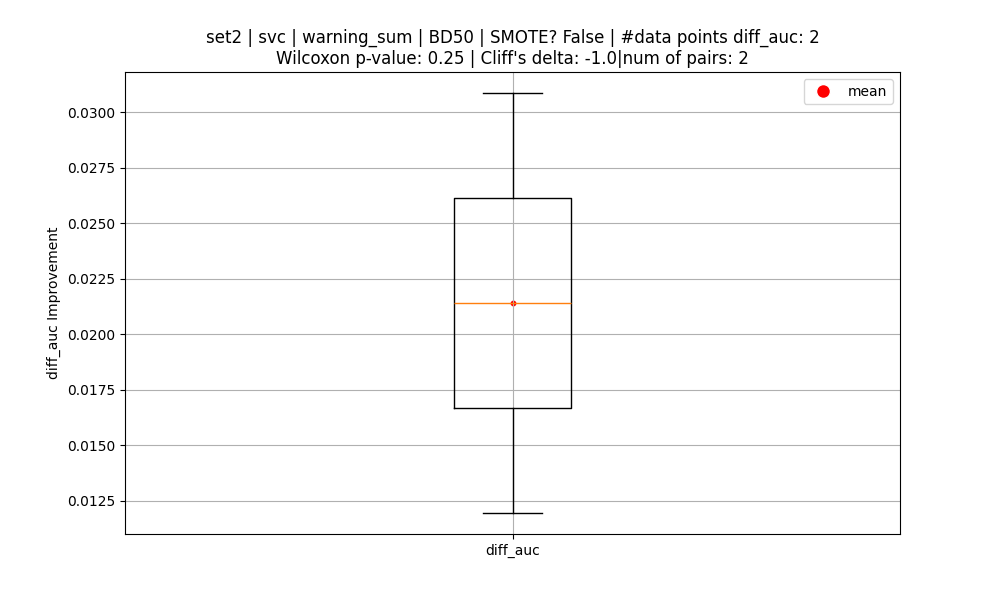 set2 | svc | warning_sum | BD50 | SMOTE? False | #data points diff_auc: 2
Wilcoxon p-value: 0.25 | Cliff's delta: -1.0|num of pairs: 2
mean
0.0300
0.0275
0.0250
0.0225
0.0200
0.0175
0.0150
0.0125
diff_auc Improvement
diff_auc